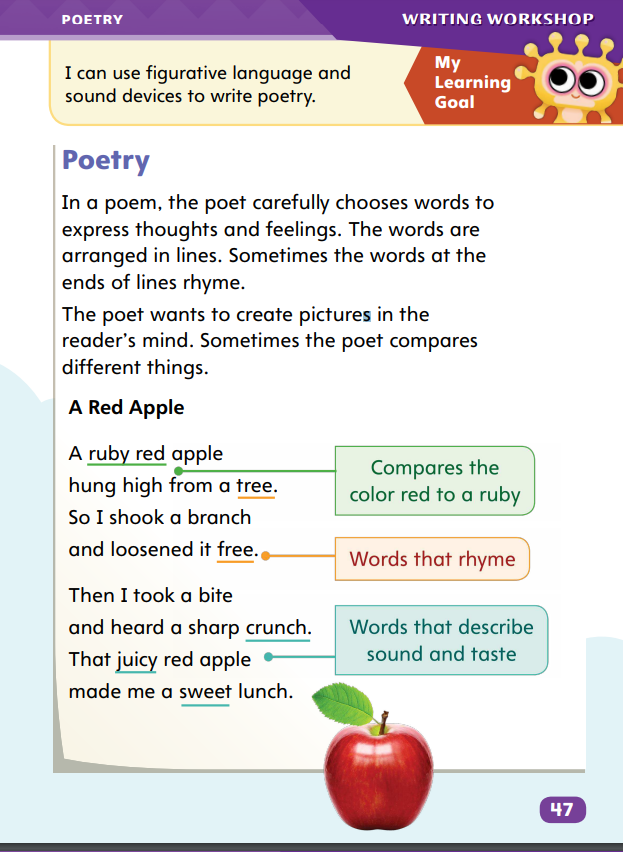 POETRY
WRITING WORKSHOP
I can use figurative language and
sound devices to write poetry.
My
Learning
Goal
Poetry
In a poem, the poet carefully chooses words to
express thoughts and feelings. The words are
arranged in lines. Sometimes the words at the
ends of lines rhyme.
The poet wants to create pictures in the
reader's mind. Sometimes the poet compares
different things.
A Red Apple
A ruby red apple
hung high from a tree.
So I shook a branch
and loosened it free.
Compares the
color red to a ruby
Words that rhyme
Then I took a bite
and heard a sharp crunch.
That juicy red apple
made me a sweet lunch.
Words that describe
sound and taste
47